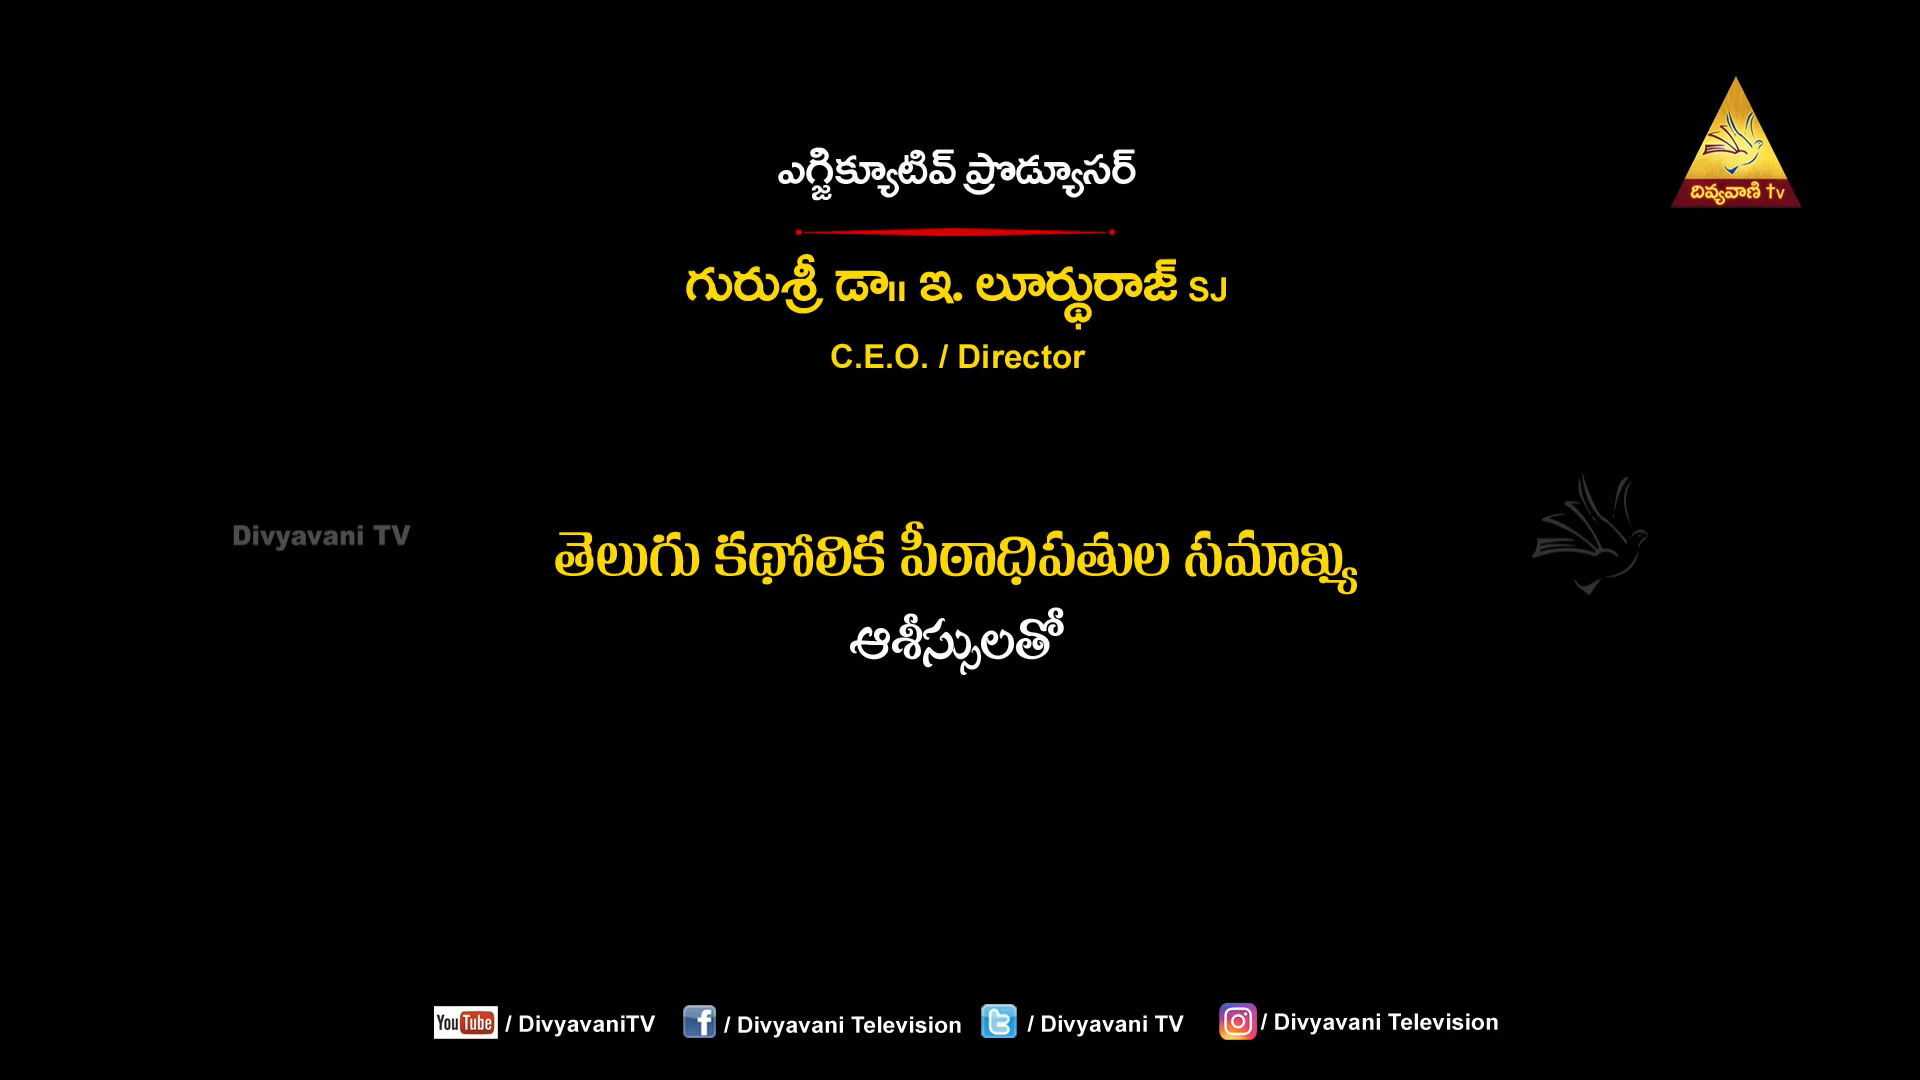 ఎగ్జిక్యూటివ్ ప్రొడ్యూసర్
దివ్యవాణి tv
గురుశ్రీ డా॥ ఇ. లూర్థురాజ్ SJ
C.E.O. / Director
Divyavani TV
తెలుగు కథోలిక పీఠాధిపతుల సమాఖ్య
ఆశీస్సులతో
YouTube / DivyavaniTV f / Divyavani Television t / Divyavani TV / Divyavani Television